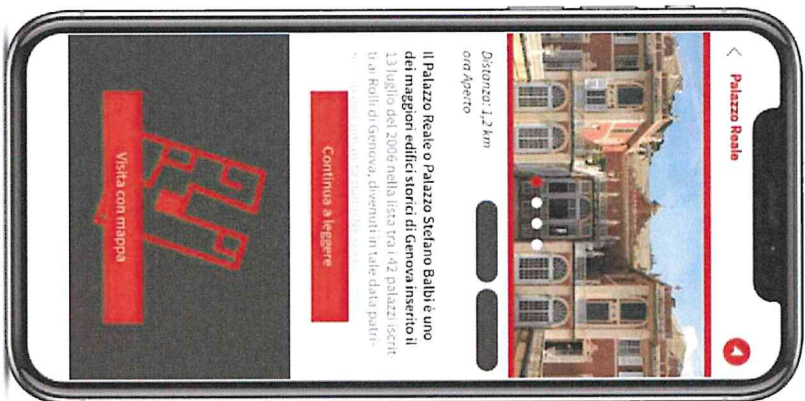 Palazzo Reale
Distanza: 1,2 km
ora Aperto
Il Palazzo Reale o Palazzo Stefano Balbi è uno
dei maggiori edifici storici di Genova inserito il
13 luglio del 2006 nella lista tra i 42 palazzi iscrit
ti ai Rolli di Genova, divenuti in tale data patri-
Continua a leggere
Visita con mappa